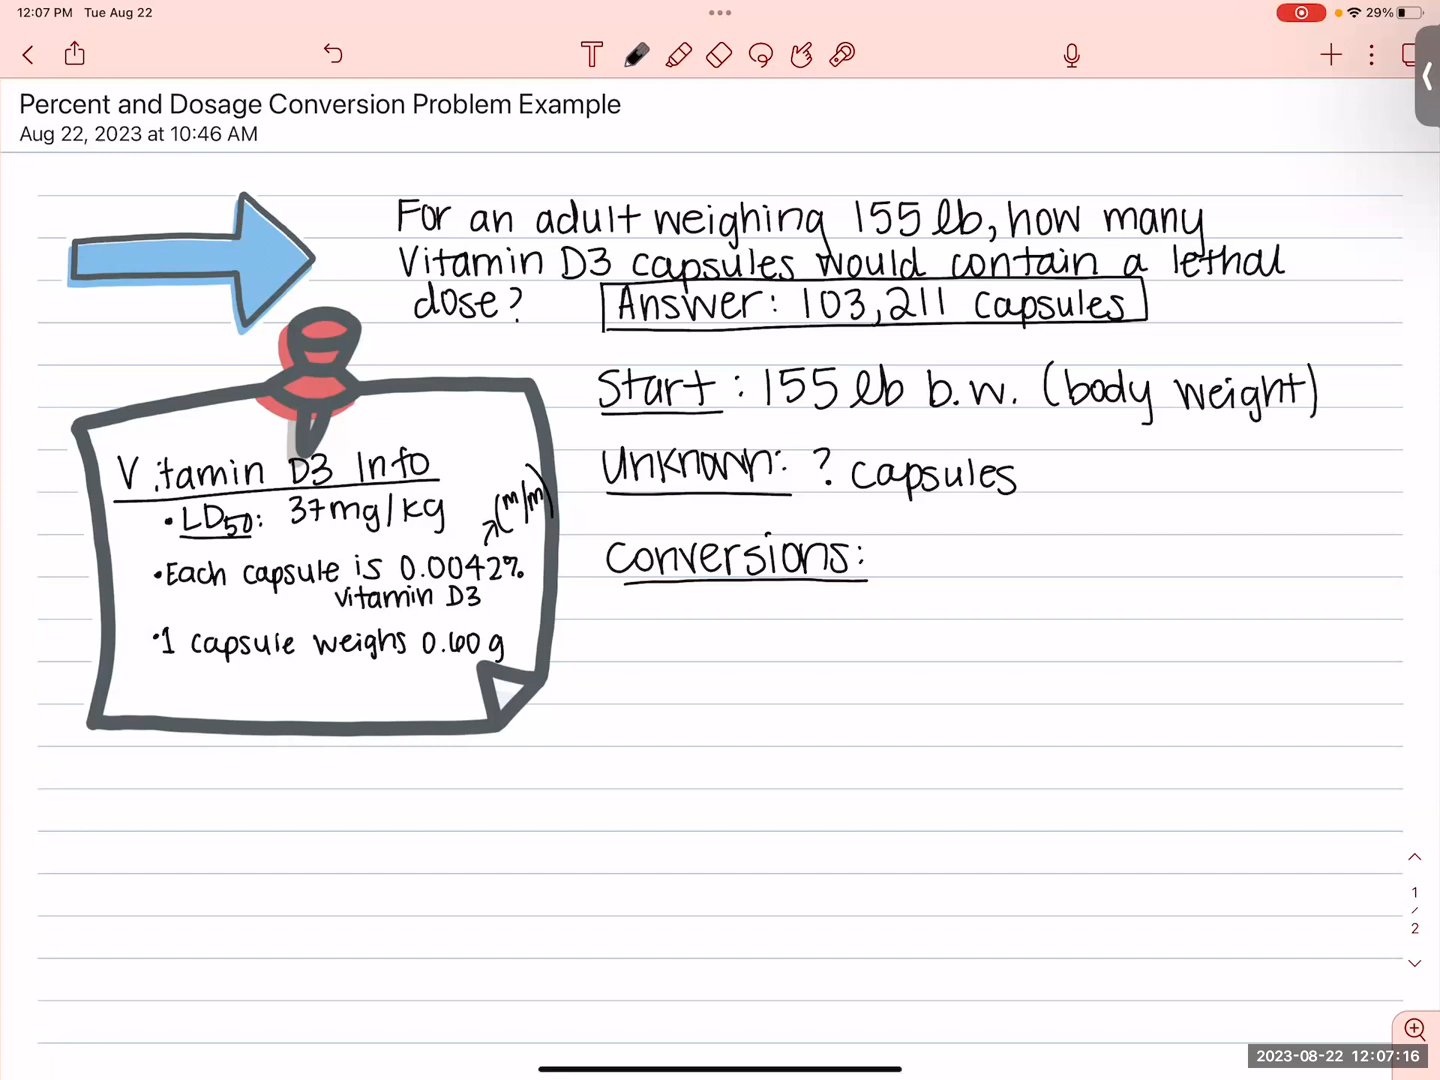 12:07 PM Tue Aug 22
29%
Percent and Dosage Conversion Problem Example
Aug 22, 2023 at 10:46 AM
For an adult weighing 155 lb, how many
Vitamin D3 capsules would contain a lethal
dose?
Answer: 103,211 capsules
Start: 155 lb b.w. (body weight)
Unknown: ? capsules
Conversions:
Vitamin D3 Info
• LD50: 37mg/kg
(m/m)
• Each capsule is 0.0042%
vitamin D3
• 1 capsule weighs 0.60 g
1
/
2
2023-08-22 12:07:16